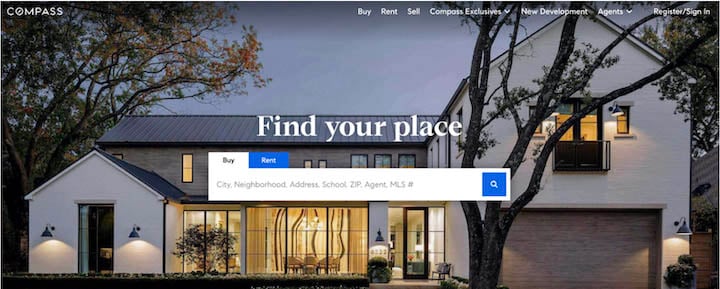 COMPASS
Buy Rent Sell Compass Exclusives New Development Agents Register/Sign In
Find your place
Buy Rent
City, Neighborhood, Address, School, ZIP, Agent, MLS #